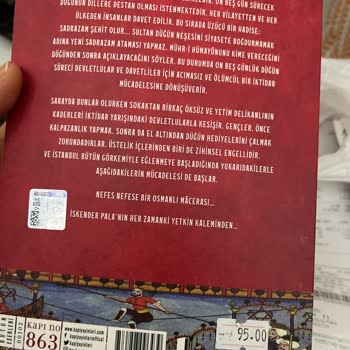 DÜĞÜNÜN DİLLERE DESTAN OLMASI İSTENMEKTEDİR. HER VİLAYETTEN VE HER
ÜLKEDEN İNSANLAR DAVET EDİLİR. BU SIRADA ÜZÜCÜ BİR HADİSE:
SADRAZAM ŞEHİT OLUR... SULTAN DÜĞÜN NEŞESİNİ SİYASETE BOĞDURMAMAK
ADINA YENİ SADRAZAM ATAMASI YAPMAZ. MÜHR-İ HÜMAYÛNUNU KİME VERECEĞİNİ
DÜĞÜNDEN SONRA AÇIKLAYACAĞINI SÖYLER. BU DURUMDA ON BEŞ GÜNLÜK DÜĞÜN
SÜRECİ DEVLETLULAR VE DAVETLİLER İÇİN ACIMASIZ VE ÖLÜMCÜL BİR İKTİDAR
MÜCADELESİNE DÖNÜŞÜVERİR.
SARAYDA BUNLAR OLURKEN SOKAKTAN BİRKAÇ ÖKSÜZ VE YETİM DELİKANLININ
KADERLERİ İKTİDAR YARIŞINDAKİ DEVLETLULARLA KESİŞİR. GENÇLER, ÖNCE
KALPAZANLIK YAPMAK, SONRA DA EL ALTINDAN DÜĞÜN HEDİYELERİNİ ÇALMAK
ZORUNDADIRLAR. ÜSTELİK İÇLERİNDEN BİRİ DE ZİHİNSEL ENGELLİDİR.
VE İSTANBUL BÜTÜN GÖRKEMİYLE EĞLENMEYE BAŞLADIĞINDA YUKARIDAKİLERLE
AŞAĞIDAKİLERİN MÜCADELESİ DE BAŞLAR.
NEFES NEFESE BİR OSMANLI MÂCERASI...
İSKENDER PALA'NIN HER ZAMANKİ YETKİN KALEMİNDEN...
KAPI NO
863
www.kapiyayinlari.com
95.00